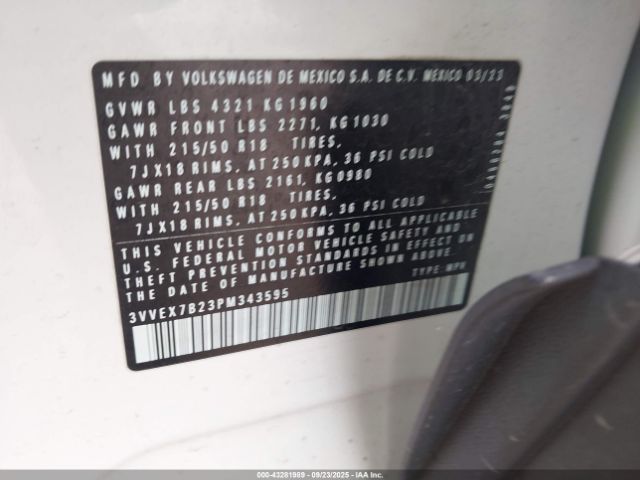 MFD BY VOLKSWAGEN DE MEXICO S.A. DE C.V. MEXICO 03/23
GVWR LBS 4321 KG 1960
GAWR FRONT LBS 2271, KG 1030
WITH 215/50 R18 TIRES,
7JX18 RIMS, AT 250 KPA, 36 PSI COLD
GAWR REAR LBS 2161, KG 0980
WITH 215/50 R18 TIRES,
7JX18 RIMS, AT 250 KPA, 36 PSI COLD
THIS VEHICLE CONFORMS TO ALL APPLICABLE
U.S. FEDERAL MOTOR VEHICLE SAFETY AND
THEFT PREVENTION STANDARDS IN EFFECT ON
THE DATE OF MANUFACTURE SHOWN ABOVE.
TYPE MPV
3VVEX7B23PM343595
000-43281989 - 09/23/2025 - IAA Inc.